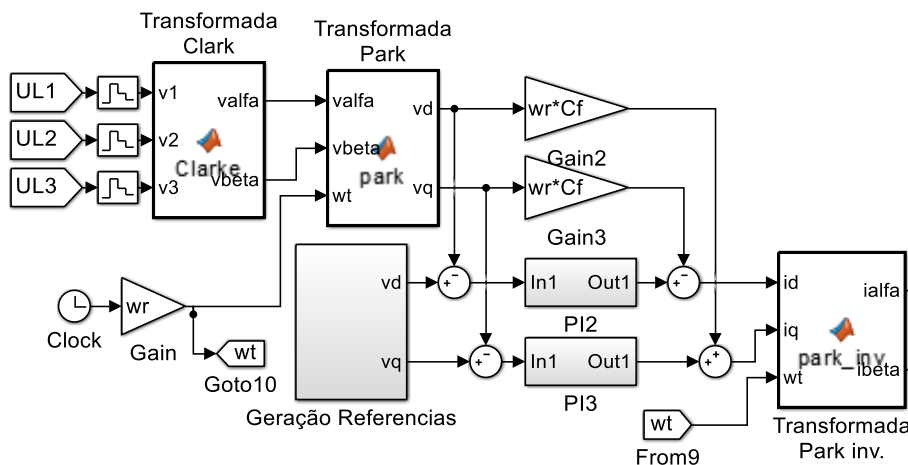 Transformada
Clark
Transformada
Park
UL1
UL2
UL3
v1
v2
v3
valfa
vbeta
Clarke
valfa
vbeta
wt
park
vd
vq
wr*Cf
Gain2
wr*Cf
Gain3
Clock
wr
Gain
wt
Goto10
vd
vq
Geração Referencias
In1
Out1
PI2
In1
Out1
PI3
wt
From9
id
iq
wt
ialfa
ibeta
park_inv
Transformada
Park inv.